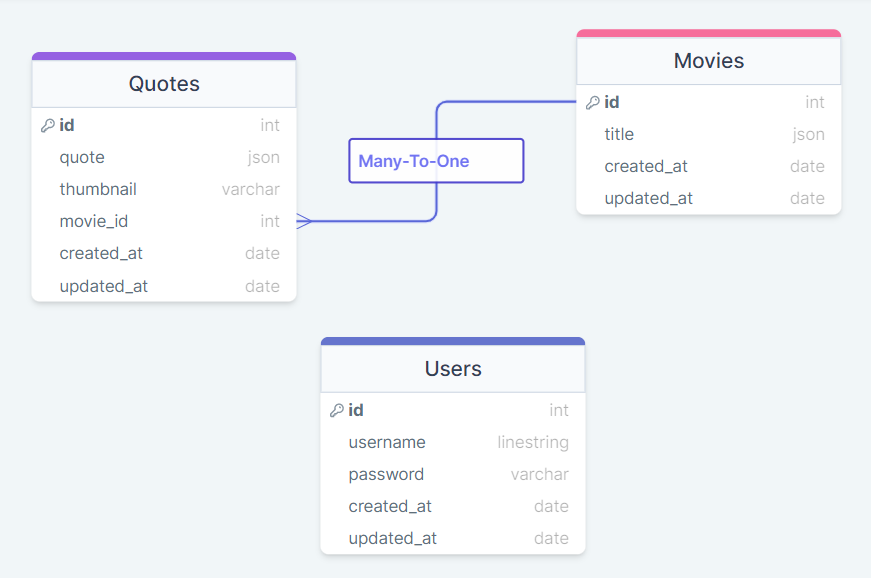 Quotes
id int
quote json
thumbnail varchar
movie_id int
created_at date
updated_at date
Many-To-One
Movies
id int
title json
created_at date
updated_at date
Users
id int
username linestring
password varchar
created_at date
updated_at date